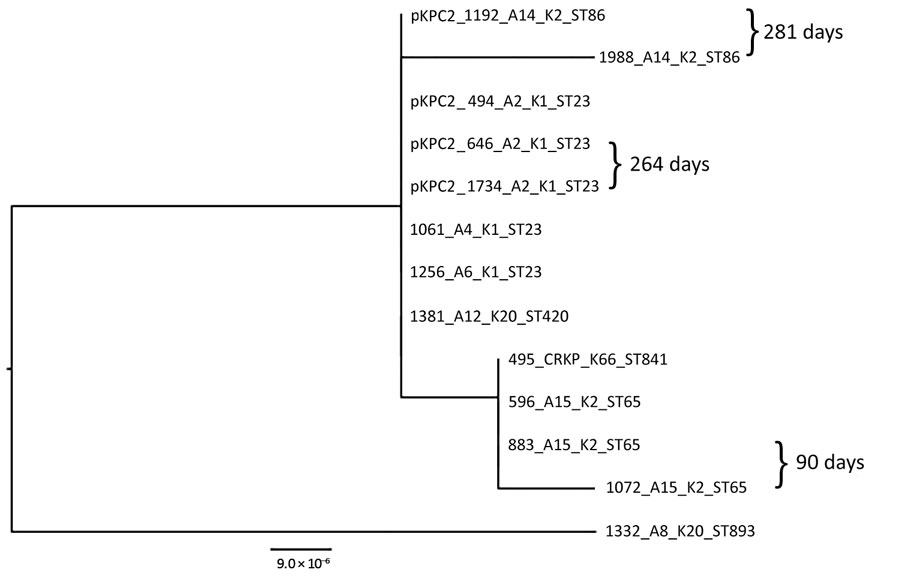 pKPC2_1192_A14_K2_ST86
281 days
1988_A14_K2_ST86
pKPC2_494_A2_K1_ST23
pKPC2_646_A2_K1_ST23
264 days
pKPC2_1734_A2_K1_ST23
1061_A4_K1_ST23
1256_A6_K1_ST23
1381_A12_K20_ST420
495_CRKP_K66_ST841
596_A15_K2_ST65
883_A15_K2_ST65
90 days
1072_A15_K2_ST65
1332_A8_K20_ST893
9.0×10⁻⁶